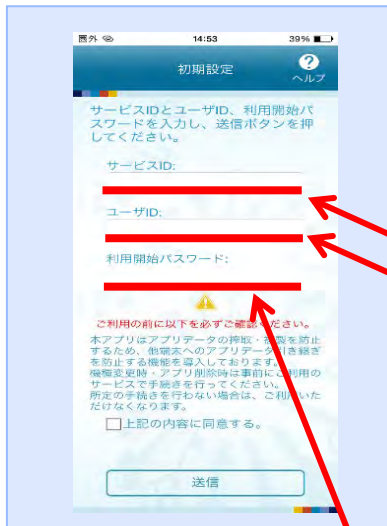 圏外
14:53
39%
初期設定
?
ヘルプ
サービスIDとユーザID、利用開始パ
スワードを入力し、送信ボタンを押
してください。
サービスID:
ユーザID:
利用開始パスワード:
ご利用の前に以下を必ずご確認ください。
本アプリはアプリデータの搾取・複製を防止
するため、他端末へのアプリデータ引き継ぎ
を防止する機能を導入しております。
機種変更時・アプリ削除時は事前にご利用の
サービスで手続きを行ってください。
所定の手続きを行わない場合は、ご利用いた
だけなくなります。
上記の内容に同意する。
送信